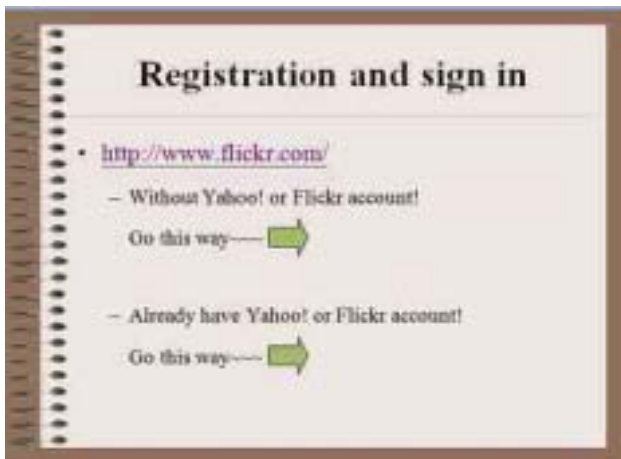 Registration and sign in
• http://www.flickr.com/
– Without Yahoo! or Flickr account!
Go this way~~~
– Already have Yahoo! or Flickr account!
Go this way~~~